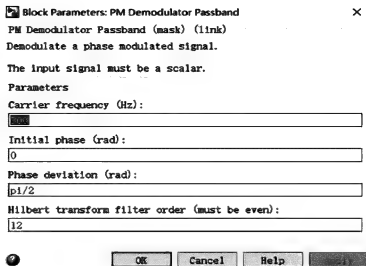 Block Parameters: PM Demodulator Passband
PM Demodulator Passband (mask) (link)
Demodulate a phase modulated signal.
The input signal must be a scalar.
Parameters
Carrier frequency (Hz):
Initial phase (rad):
0
Phase deviation (rad):
pi/2
Hilbert transform filter order (must be even):
12
OK Cancel Help